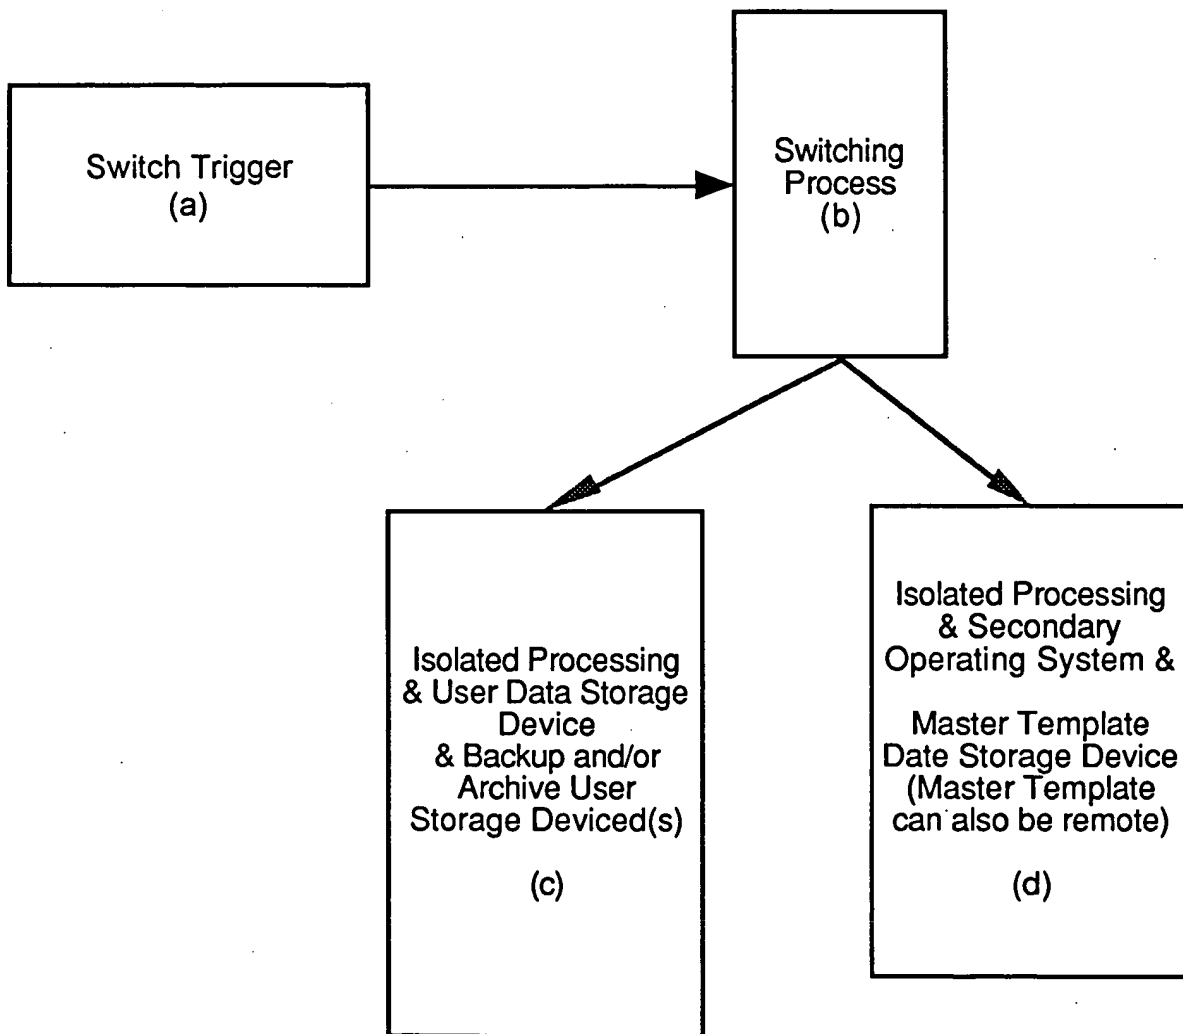 Switch Trigger
(a)
Switching
Process
(b)
Isolated Processing
& User Data Storage
Device
& Backup and/or
Archive User
Storage Deviced(s)
(c)
Isolated Processing
& Secondary
Operating System &
Master Template
Date Storage Device
(Master Template
can also be remote)
(d)